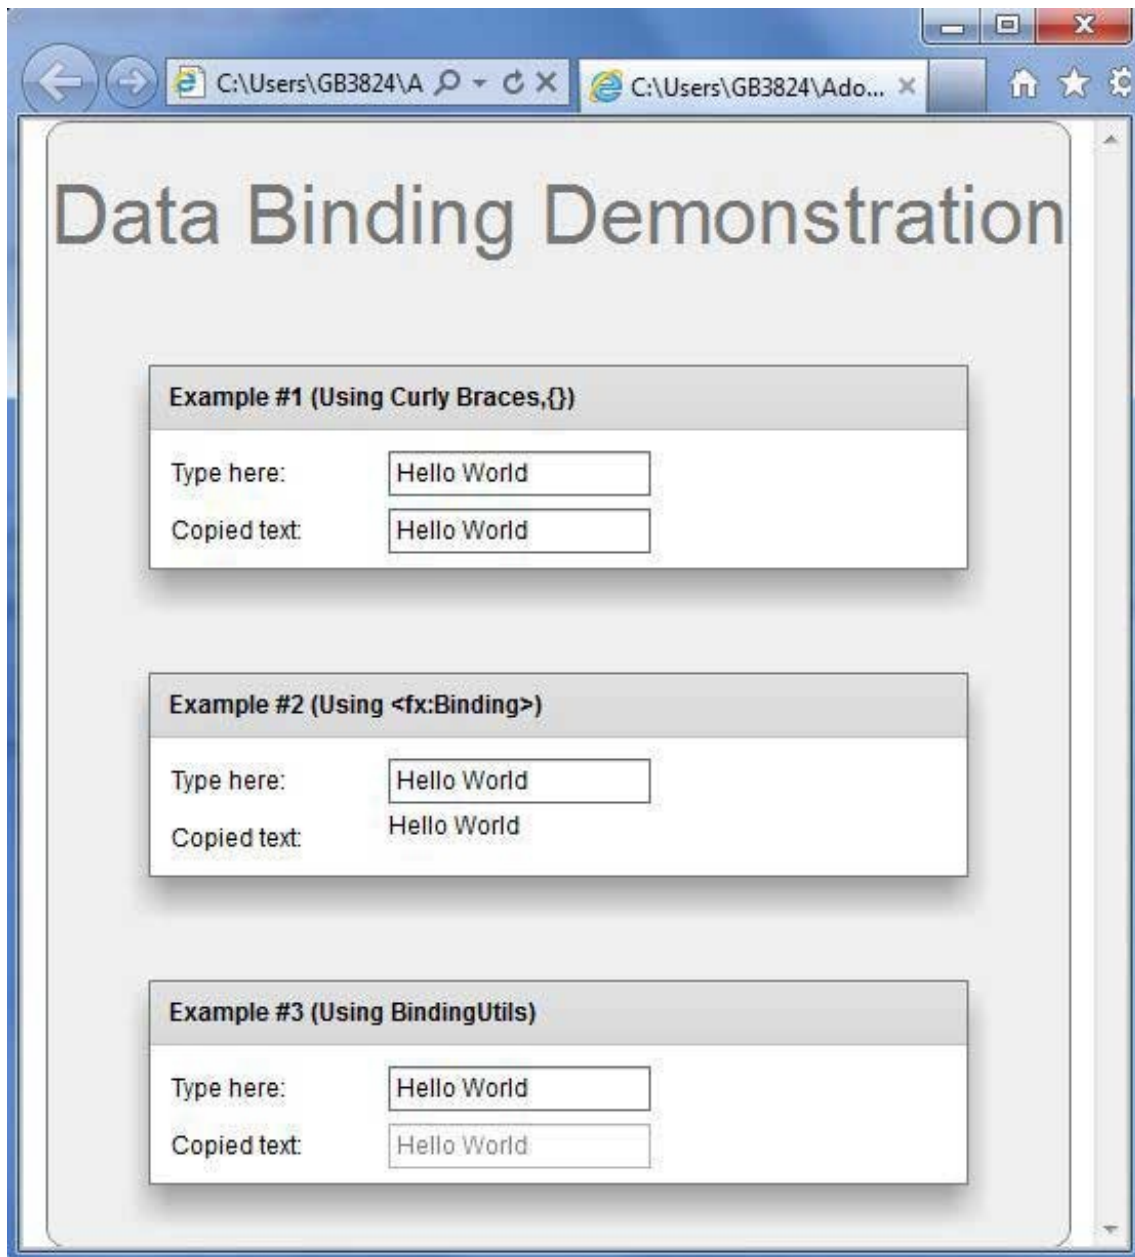 C:\Users\GB3824\A
C:\Users\GB3824\Ado...
Data Binding Demonstration
Example #1 (Using Curly Braces,{})
Type here: Hello World
Copied text: Hello World
Example #2 (Using <fx:Binding>)
Type here: Hello World
Copied text: Hello World
Example #3 (Using BindingUtils)
Type here: Hello World
Copied text: Hello World